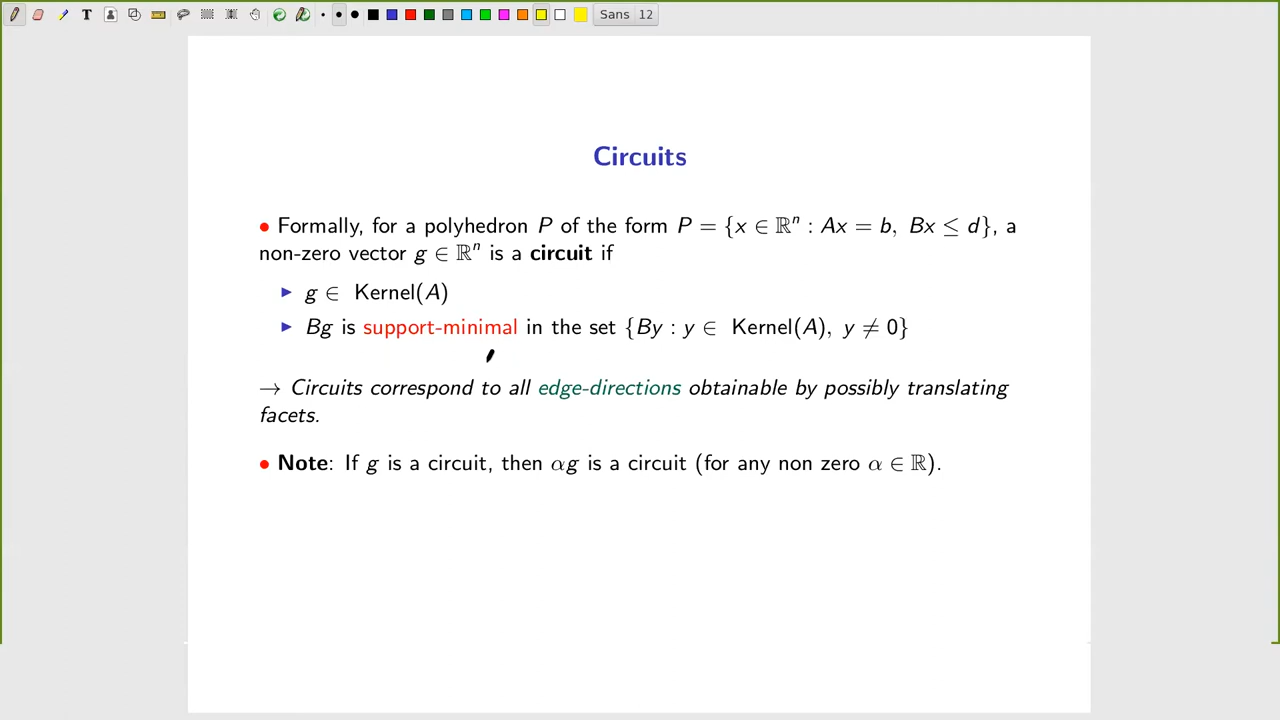 T Sans 12
Circuits
• Formally, for a polyhedron P of the form P = {x ∈ ℝⁿ : Ax = b, Bx ≤ d}, a
non-zero vector g ∈ ℝⁿ is a circuit if
▶ g ∈ Kernel(A)
▶ Bg is support-minimal in the set {By : y ∈ Kernel(A), y ≠ 0}
→ Circuits correspond to all edge-directions obtainable by possibly translating
facets.
• Note: If g is a circuit, then αg is a circuit (for any non zero α ∈ ℝ).